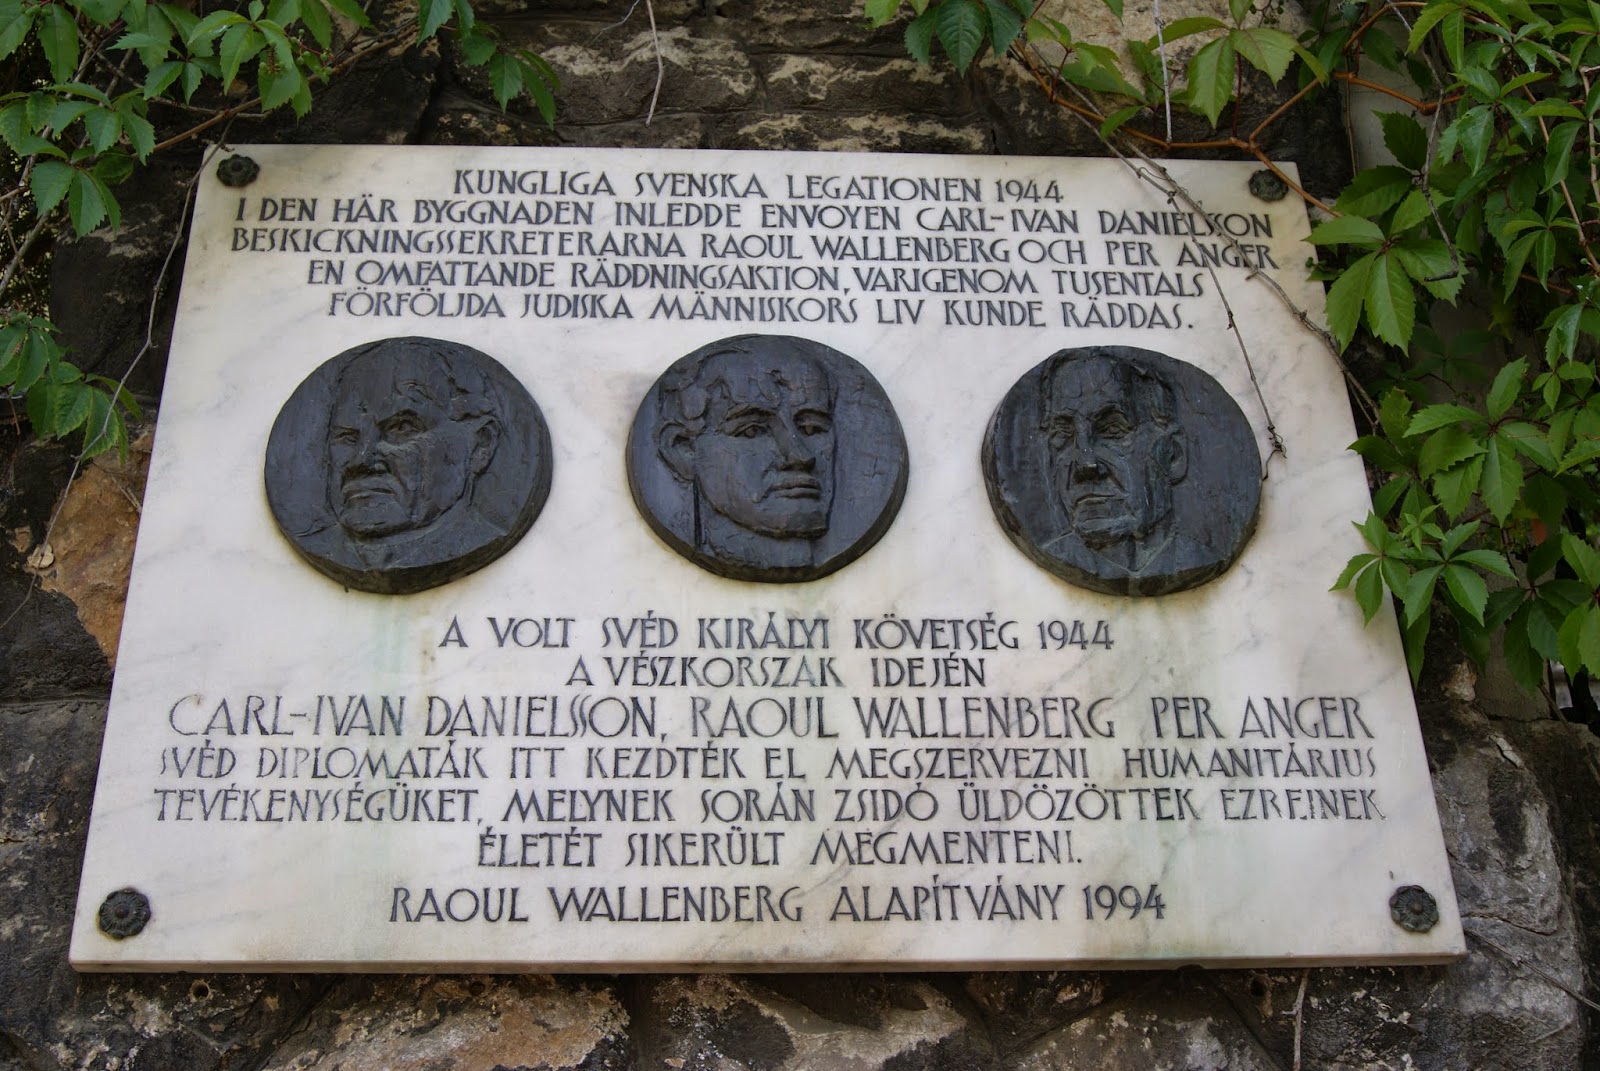 KUNGLIGA SVENSKA LEGATIONEN 1944
I DEN HÄR BYGGNADEN INLEDDE ENVOYEN CARL-IVAN DANIELSSON
BESKICKNINGSSEKRETERARNA RAOUL WALLENBERG OCH PER ANGER
EN OMFATTANDE RÄDDNINGSAKTION, VARIGENOM TUSENTALS
FÖRFÖLJDA JUDISKA MÄNNISKORS LIV KUNDE RÄDDAS.
A VOLT SVÉD KIRÁLYI KÖVETSÉG 1944
A VÉSZKORSZAK IDEJÉN
CARL-IVAN DANIELSSON, RAOUL WALLENBERG PER ANGER
SVÉD DIPLOMATÁK ITT KEZDTÉK EL MEGSZERVEZNI HUMANITÁRIUS
TEVÉKENYSÉGÜKET, MELYNEK SORÁN ZSIDÓ ÜLDÖZÖTTEK EZREINEK
ÉLETÉT SIKERÜLT MEGMENTENI.
RAOUL WALLENBERG ALAPÍTVÁNY 1994